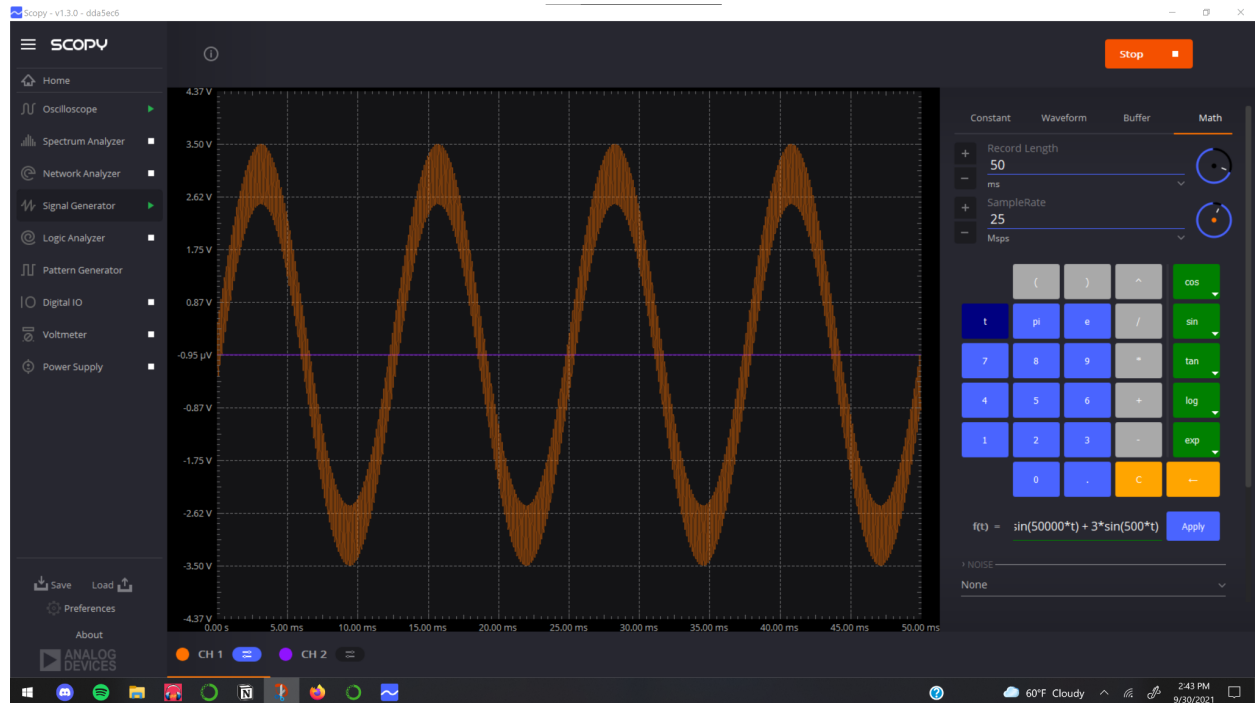 Scopy - v1.3.0 - dda5ec6
SCOPY
Stop
Home
Oscilloscope
Spectrum Analyzer
Network Analyzer
Signal Generator
Logic Analyzer
Pattern Generator
Digital IO
Voltmeter
Power Supply
Save Load
Preferences
About
ANALOG
DEVICES
4.37 V
3.50 V
2.62 V
1.75 V
0.87 V
-0.95 µV
-0.87 V
-1.75 V
-2.62 V
-3.50 V
-4.37 V
0.00 s 5.00 ms 10.00 ms 15.00 ms 20.00 ms 25.00 ms 30.00 ms 35.00 ms 40.00 ms 45.00 ms 50.00 ms
CH 1 CH 2
Constant Waveform Buffer Math
+ Record Length
50
- ms
+ SampleRate
25
- Msps
( ) ^ cos
t pi e / sin
7 8 9 * tan
4 5 6 + log
1 2 3 - exp
0 . C ←
f(t) = sin(50000*t) + 3*sin(500*t) Apply
NOISE
None
60°F Cloudy
2:43 PM
9/30/2021